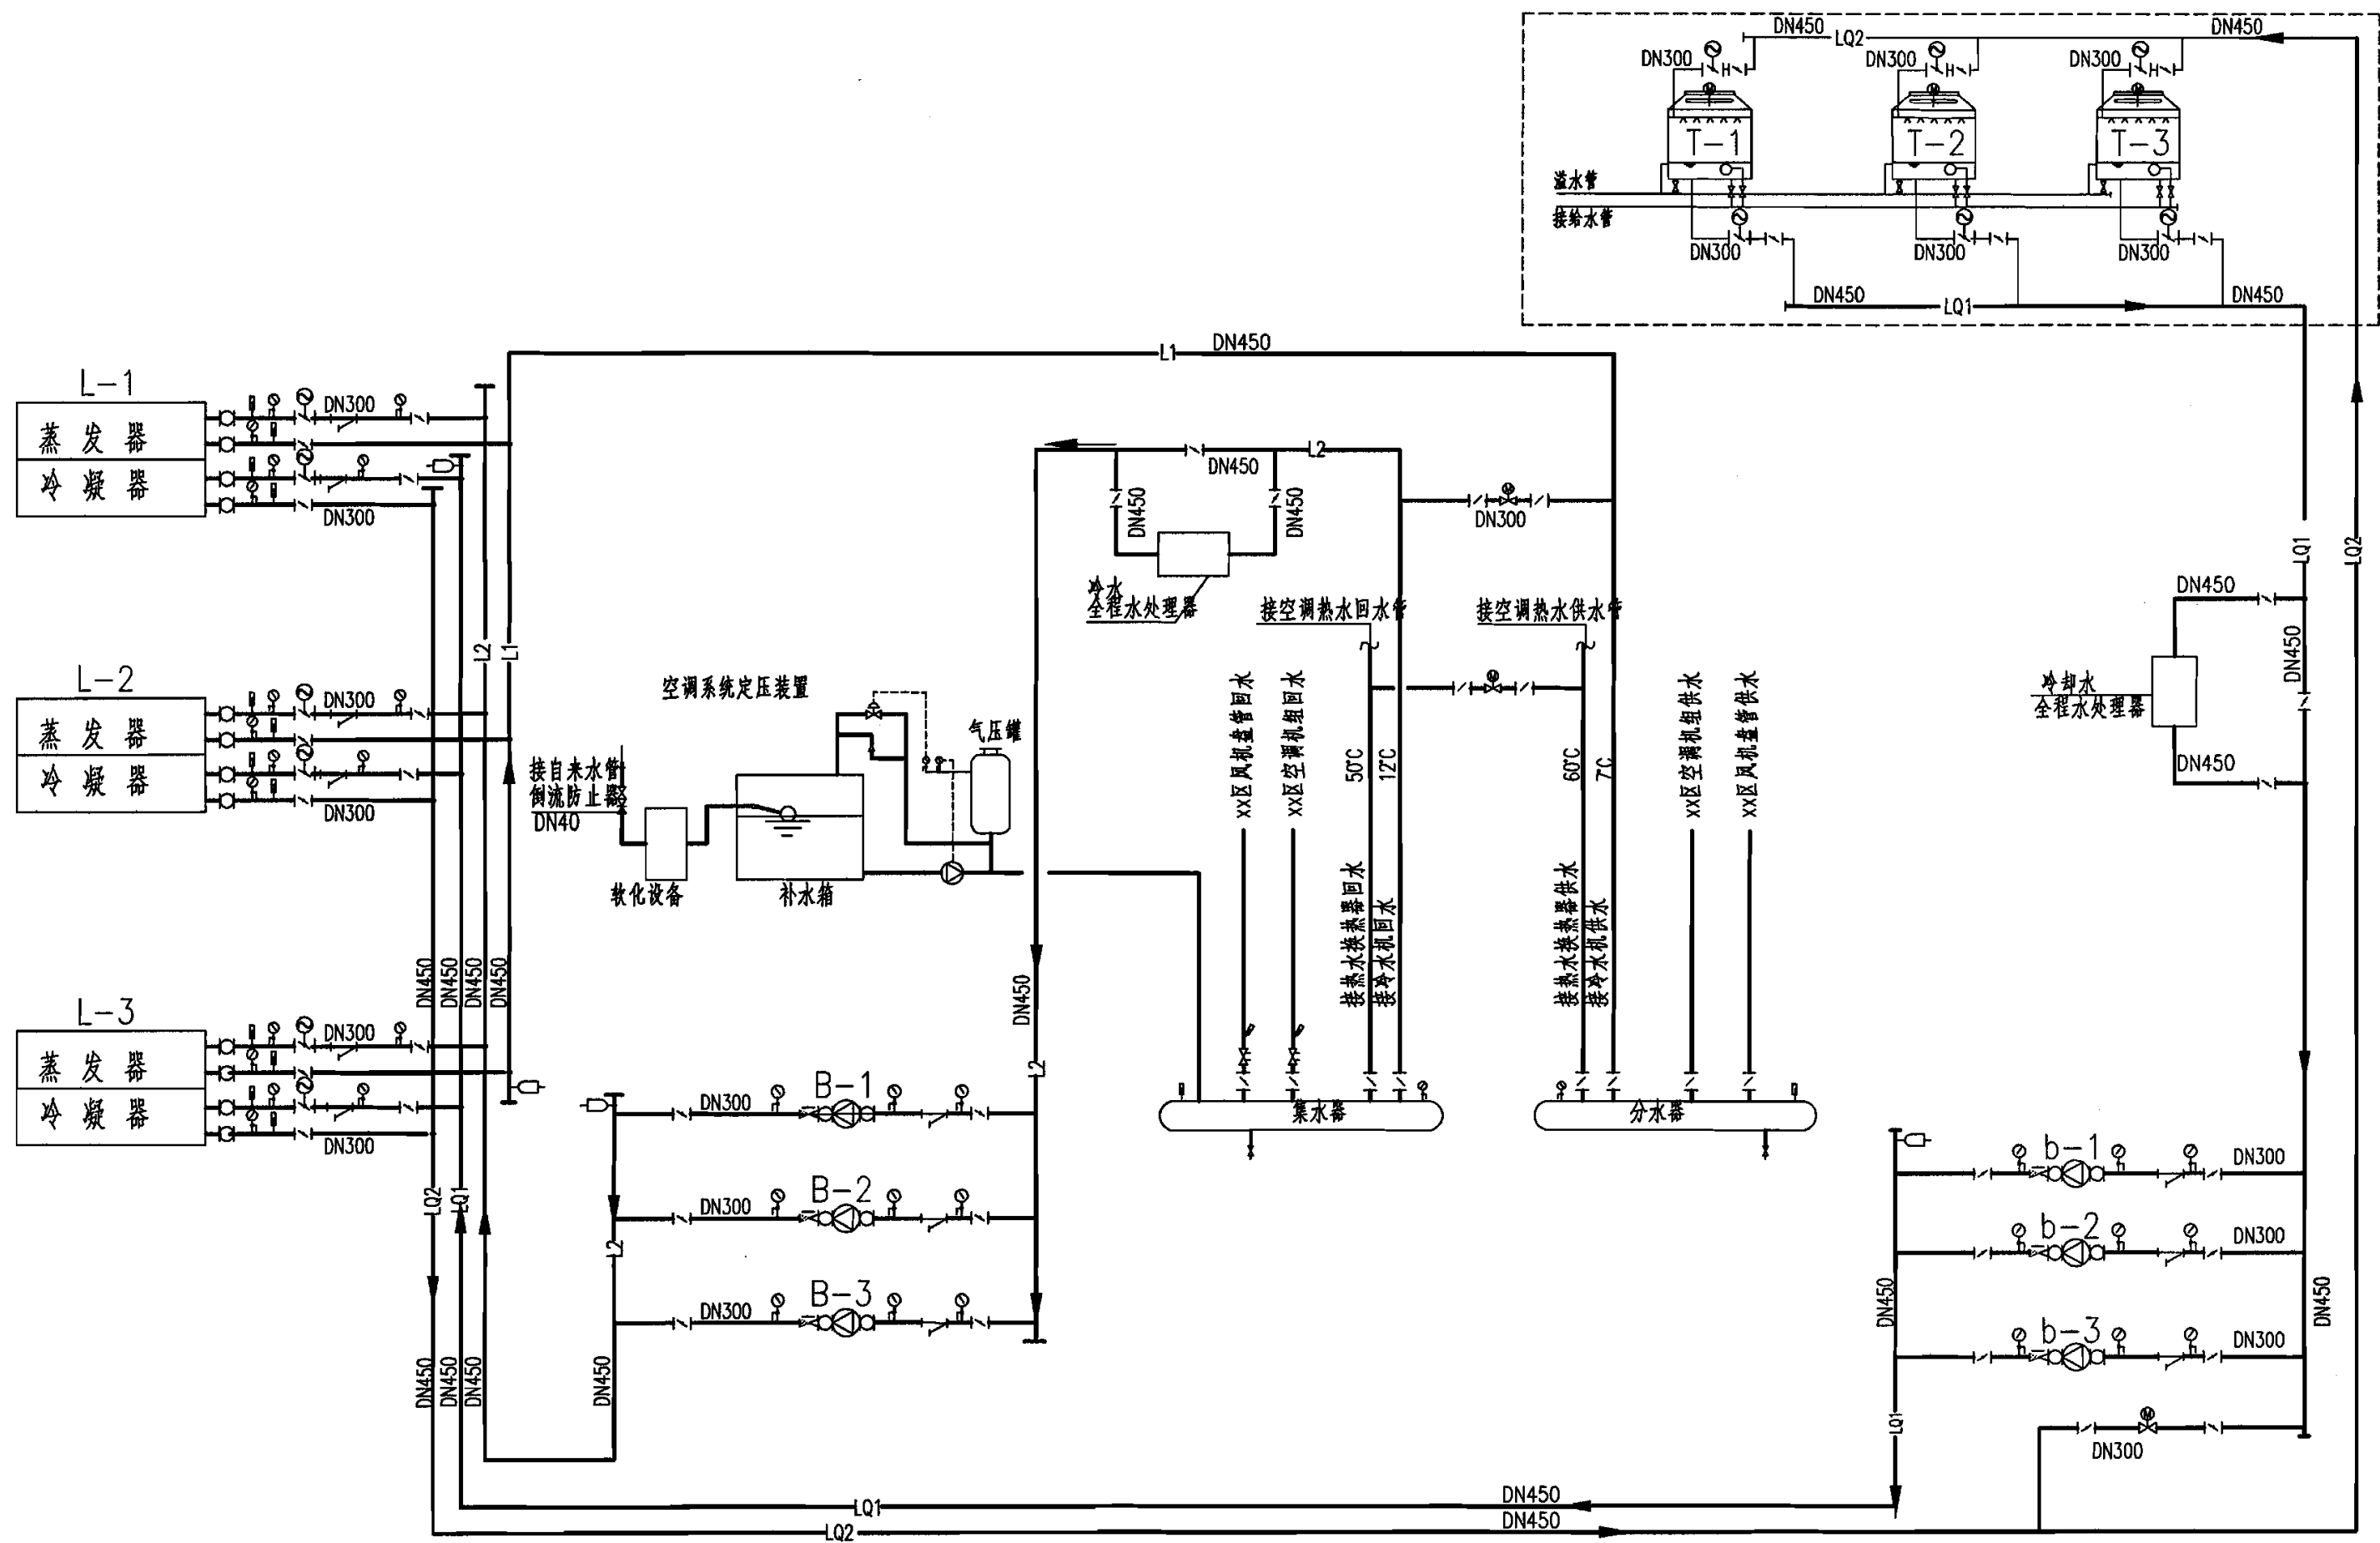 DN450
LQ2
DN450
DN300
DN300
DN300
M
M
M
T-1
T-2
T-3
溢水管
接给水管
DN300
DN300
DN300
DN450
LQ1
DN450
L1
DN450
L-1
蒸发器
冷凝器
DN300
DN300
L2
DN450
DN450
DN450
冷水
全程水处理器
M
DN300
LQ1
LQ2
接空调热水回水管
接空调热水供水管
M
DN450
DN450
DN450
冷却水
全程水处理器
L2
L1
L-2
蒸发器
冷凝器
DN300
DN300
空调系统定压装置
气压罐
接自来水管
倒流防止器
DN40
软化设备
补水箱
xx区风机盘管回水
xx区空调机组回水
50℃
12℃
接热水换热器回水
接冷水机回水
60℃
7℃
接热水换热器供水
接冷水机供水
xx区空调机组供水
xx区风机盘管供水
DN450
DN450
DN450
DN450
DN450
L-3
蒸发器
冷凝器
DN300
DN300
L2
集水器
分水器
B-1
DN300
B-2
DN300
B-3
DN300
L2
DN450
LQ2
LQ1
DN450
DN450
DN450
b-1
DN300
b-2
DN300
b-3
DN300
DN450
DN450
LQ1
M
DN300
LQ1
DN450
LQ2
DN450